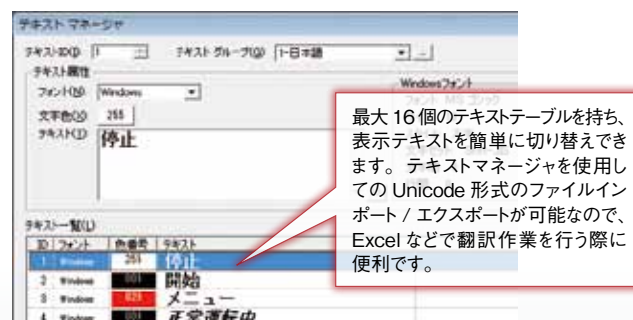 テキスト マネージャ
テキストID(I) 1 テキスト グループ(G) 1-日本語
テキスト属性
フォント(N) Windows
文字色(X) 255
テキスト(T) 停止
Windowsフォント
最大 16 個のテキストテーブルを持ち、
表示テキストを簡単に切り替えでき
ます。 テキストマネージャを使用し
ての Unicode 形式のファイルイン
ポート / エクスポートが可能なので、
Excel などで翻訳作業を行う際に
便利です。
テキスト一覧(L)
ID フォント 色番号 テキスト
1 Windows 停止
2 Windows 開始
3 Windows メニュー
4 Windows 正常運転中